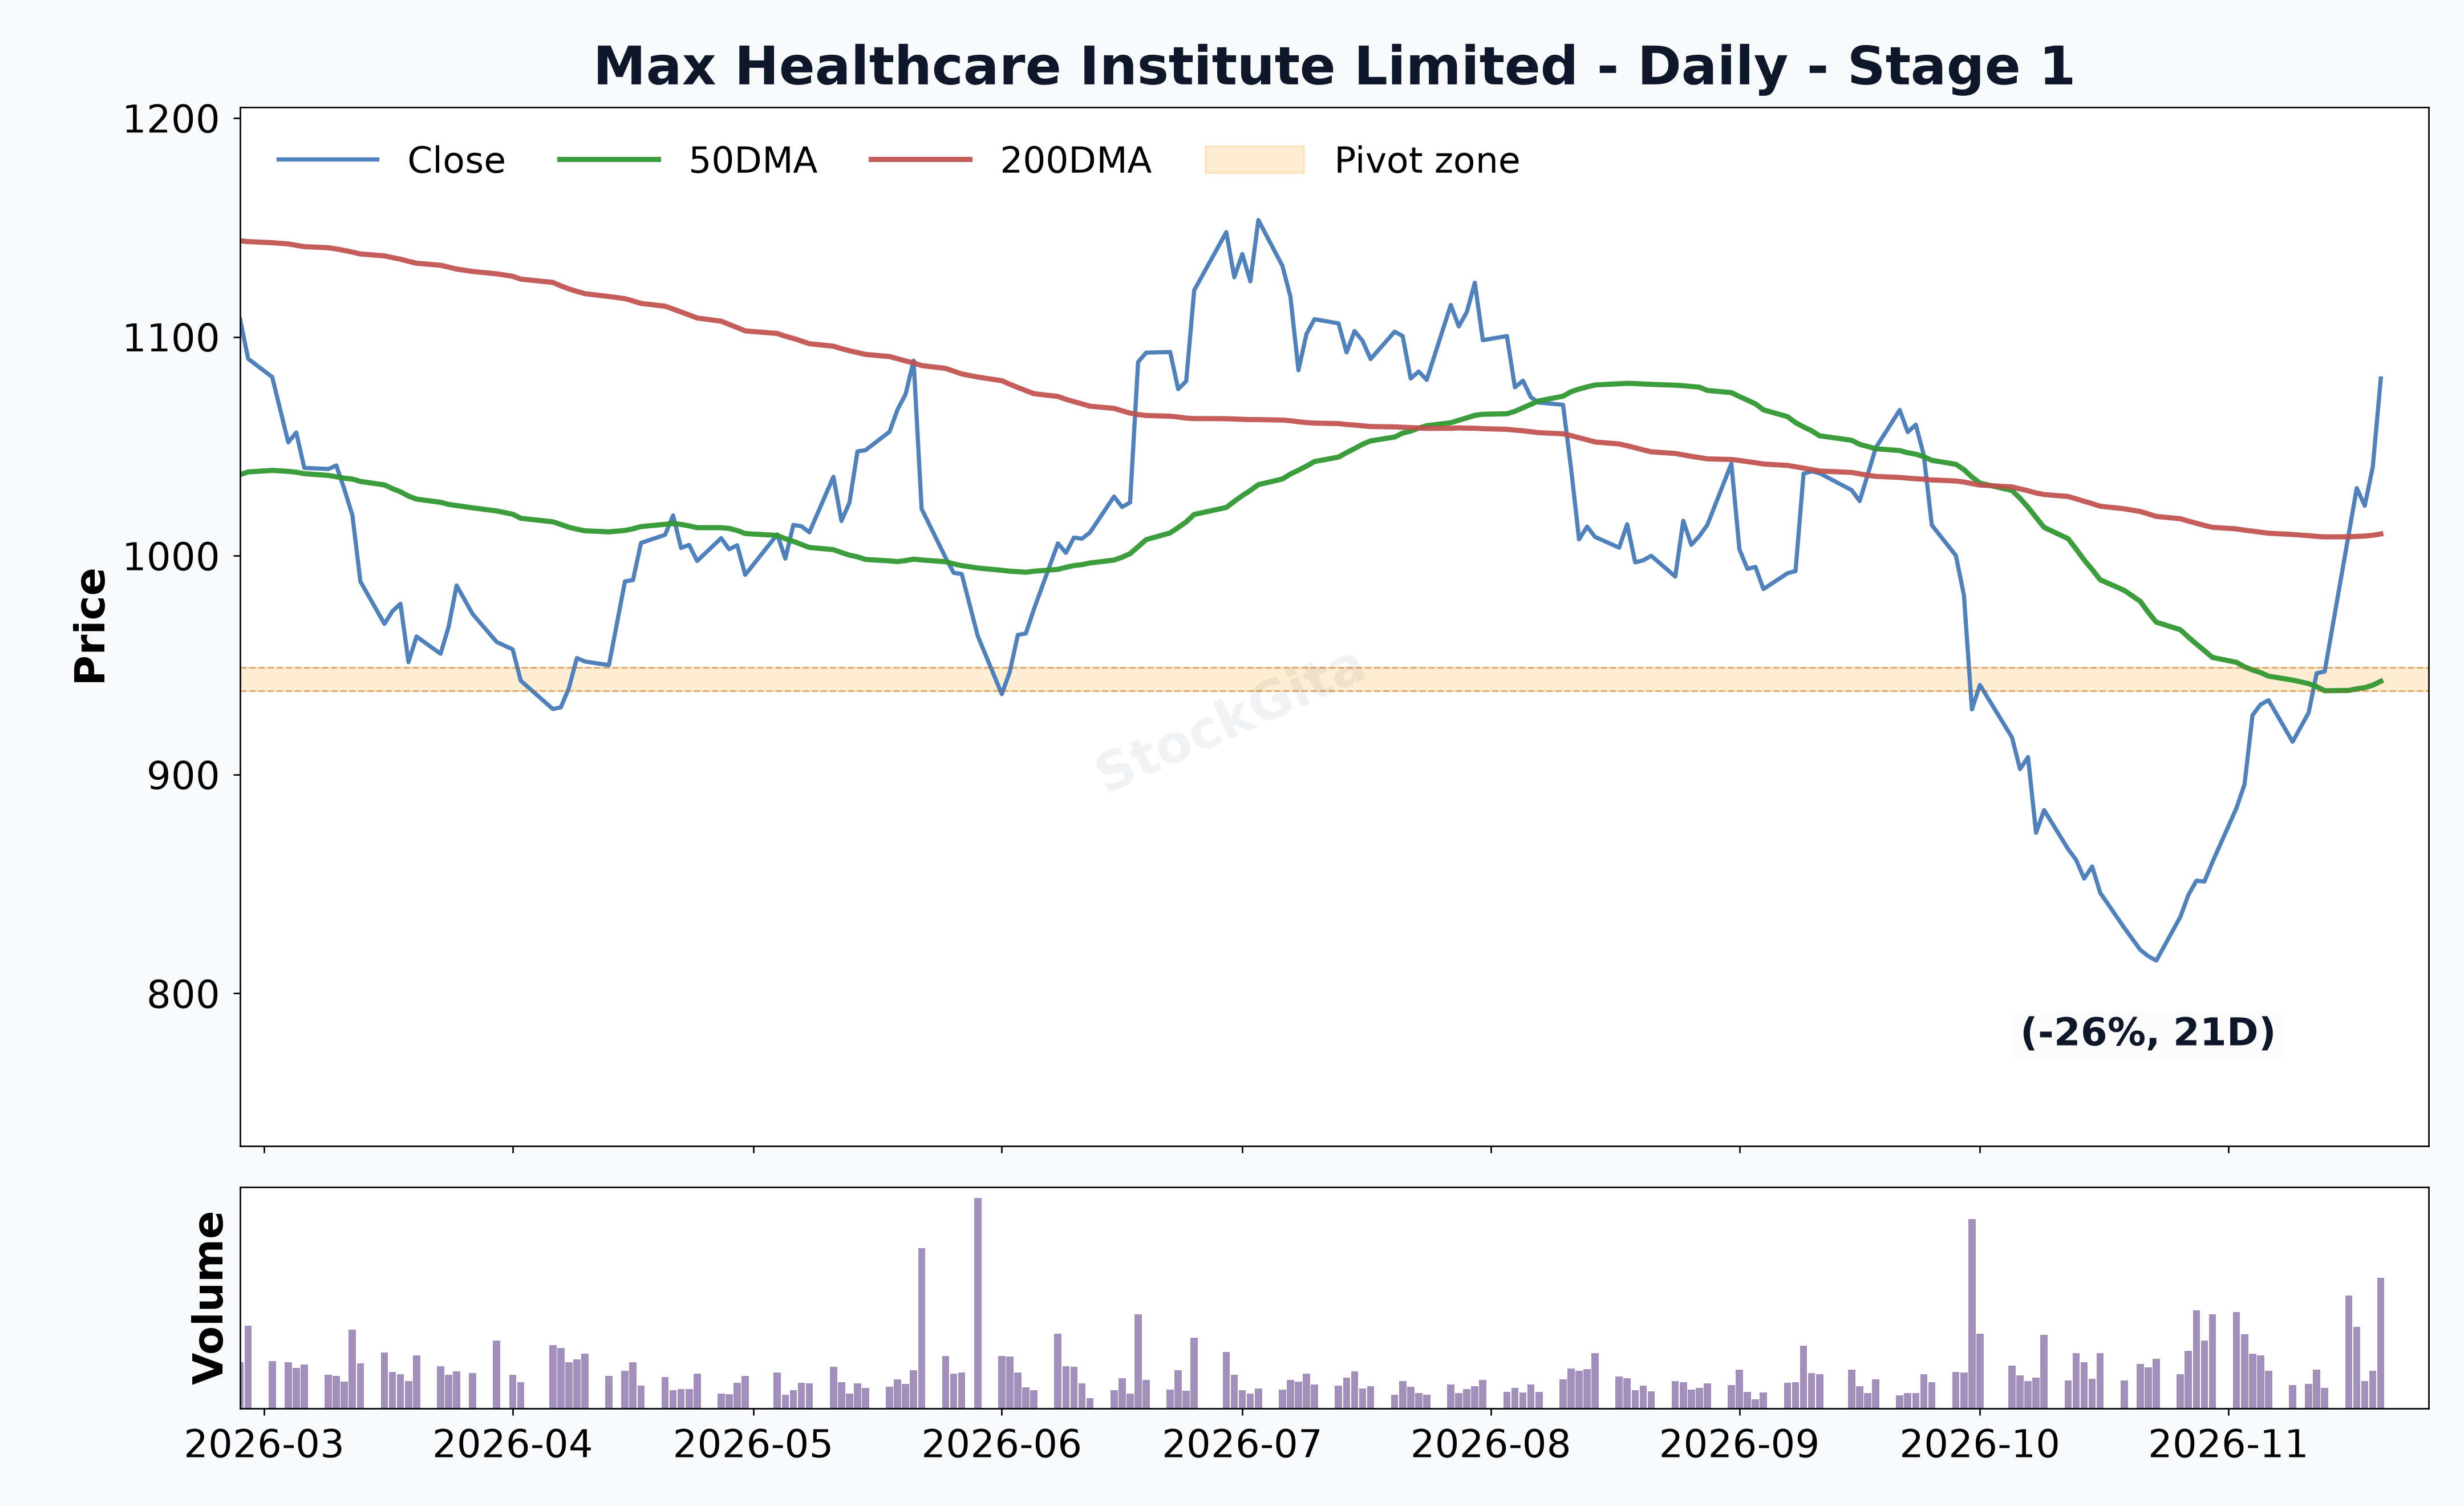 Max Healthcare Institute Limited - Daily - Stage 1
1200
Close 50DMA 200DMA Pivot zone
1100
1000
Price
900
800
StockGita
(-26%, 21D)
Volume
2026-03 2026-04 2026-05 2026-06 2026-07 2026-08 2026-09 2026-10 2026-11